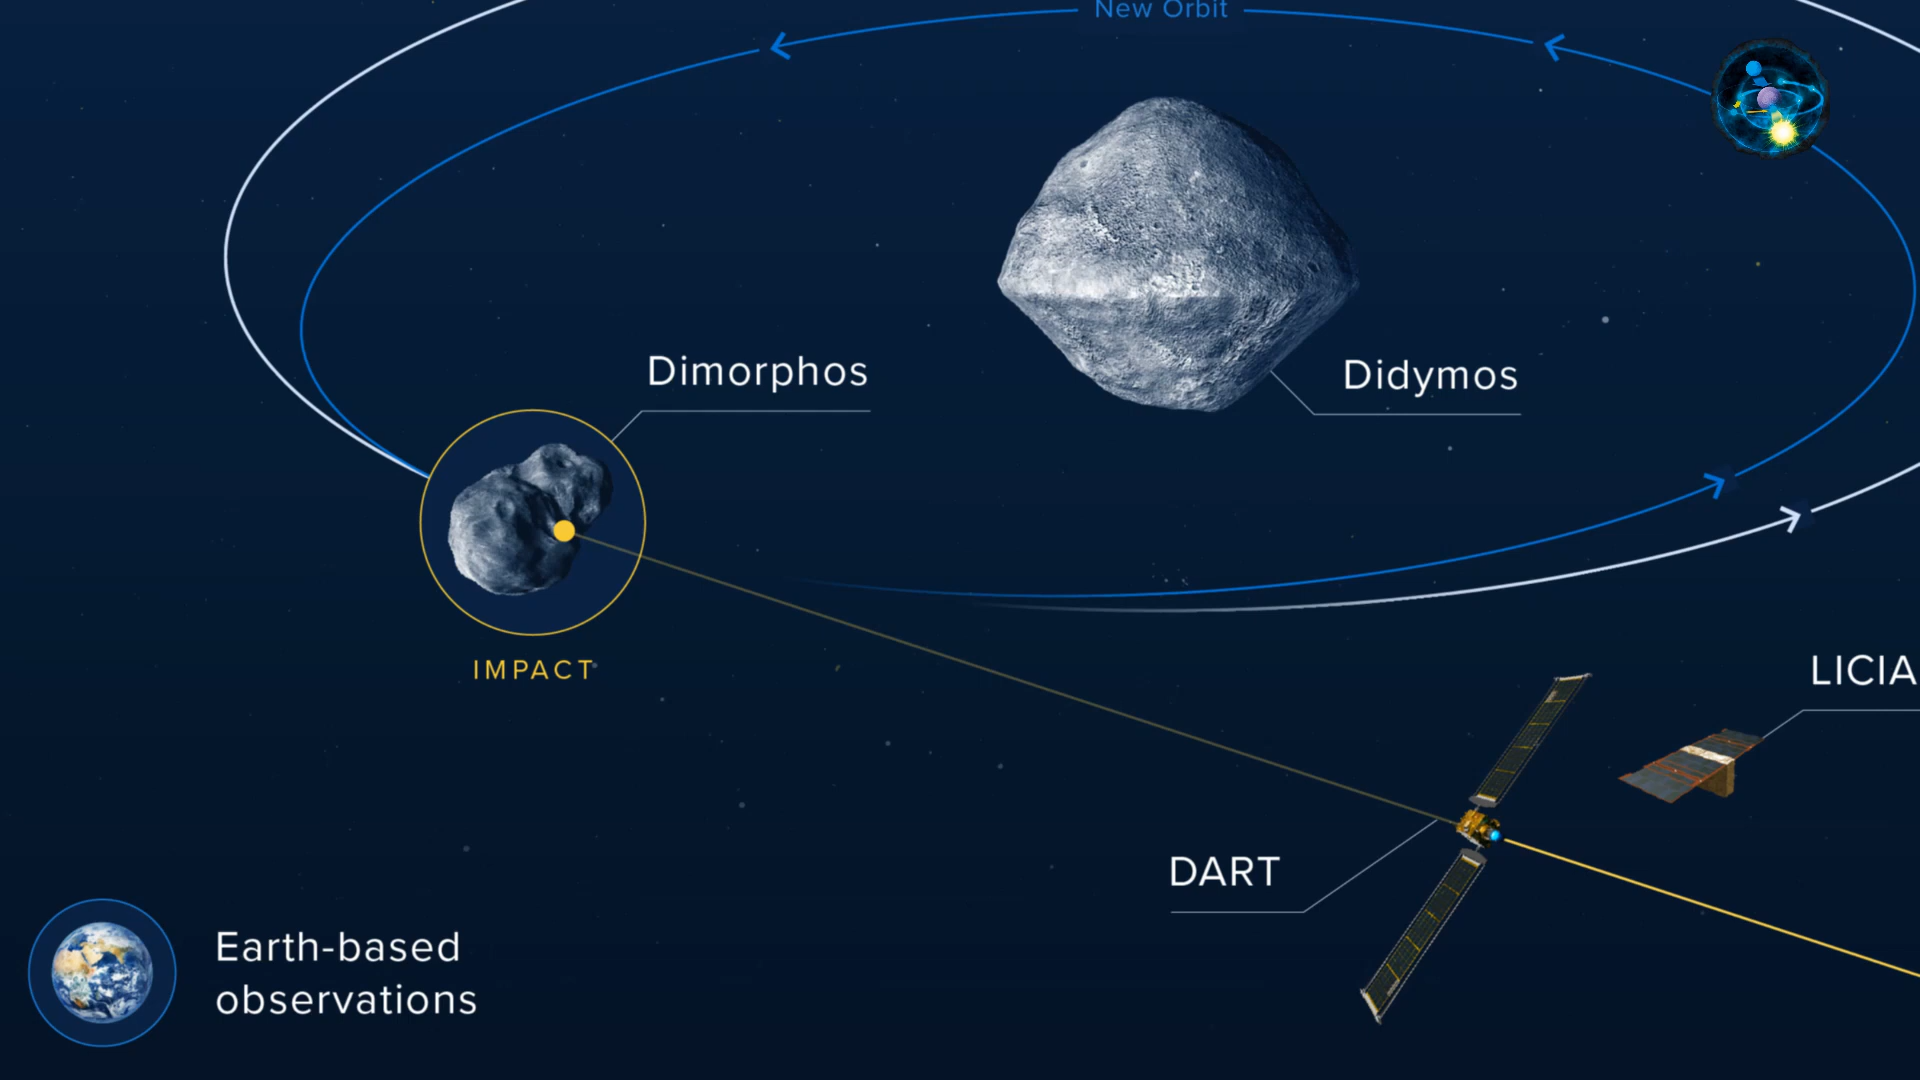 New Orbit
Dimorphos
Didymos
IMPACT
LICIA
DART
Earth-based
observations